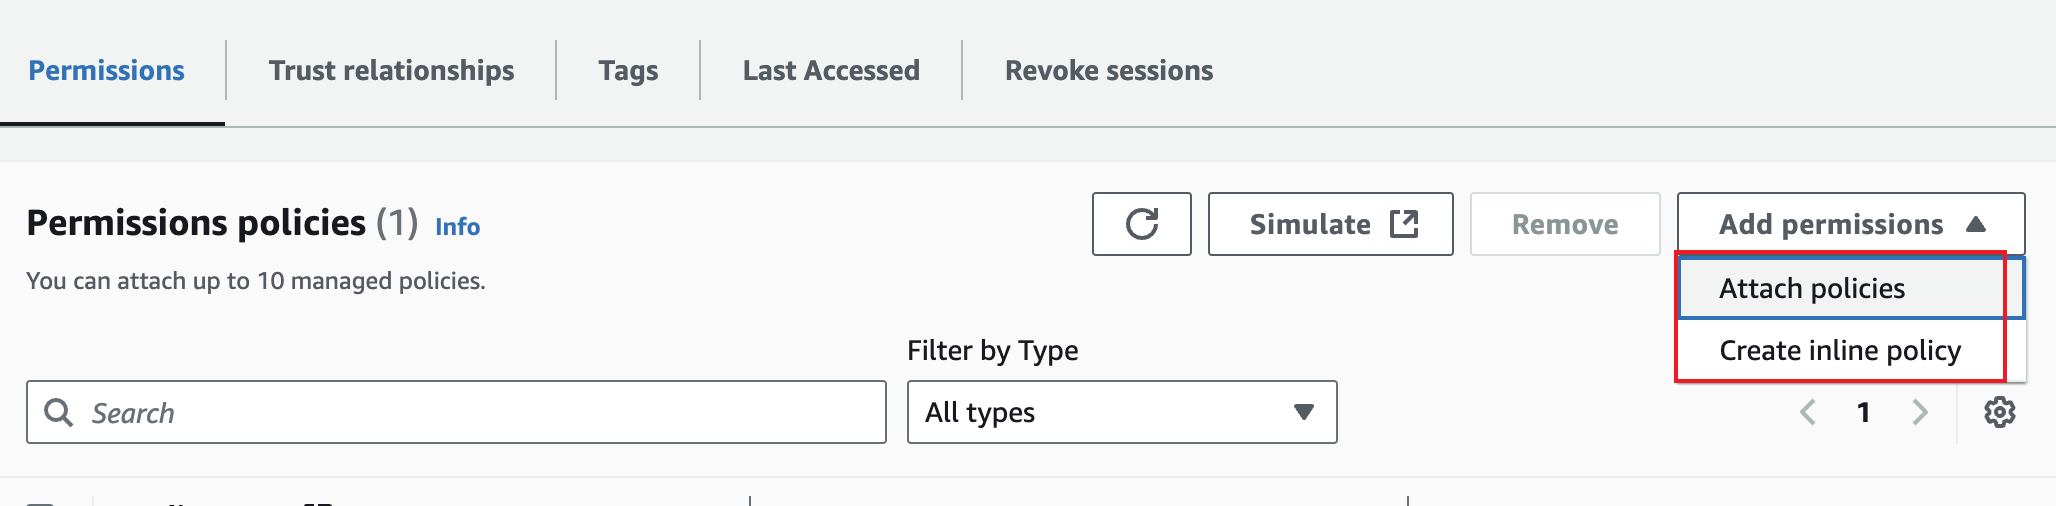 Permissions
Trust relationships
Tags
Last Accessed
Revoke sessions
Permissions policies (1) Info
You can attach up to 10 managed policies.
Simulate
Remove
Add permissions
Attach policies
Create inline policy
Filter by Type
Search
All types
1